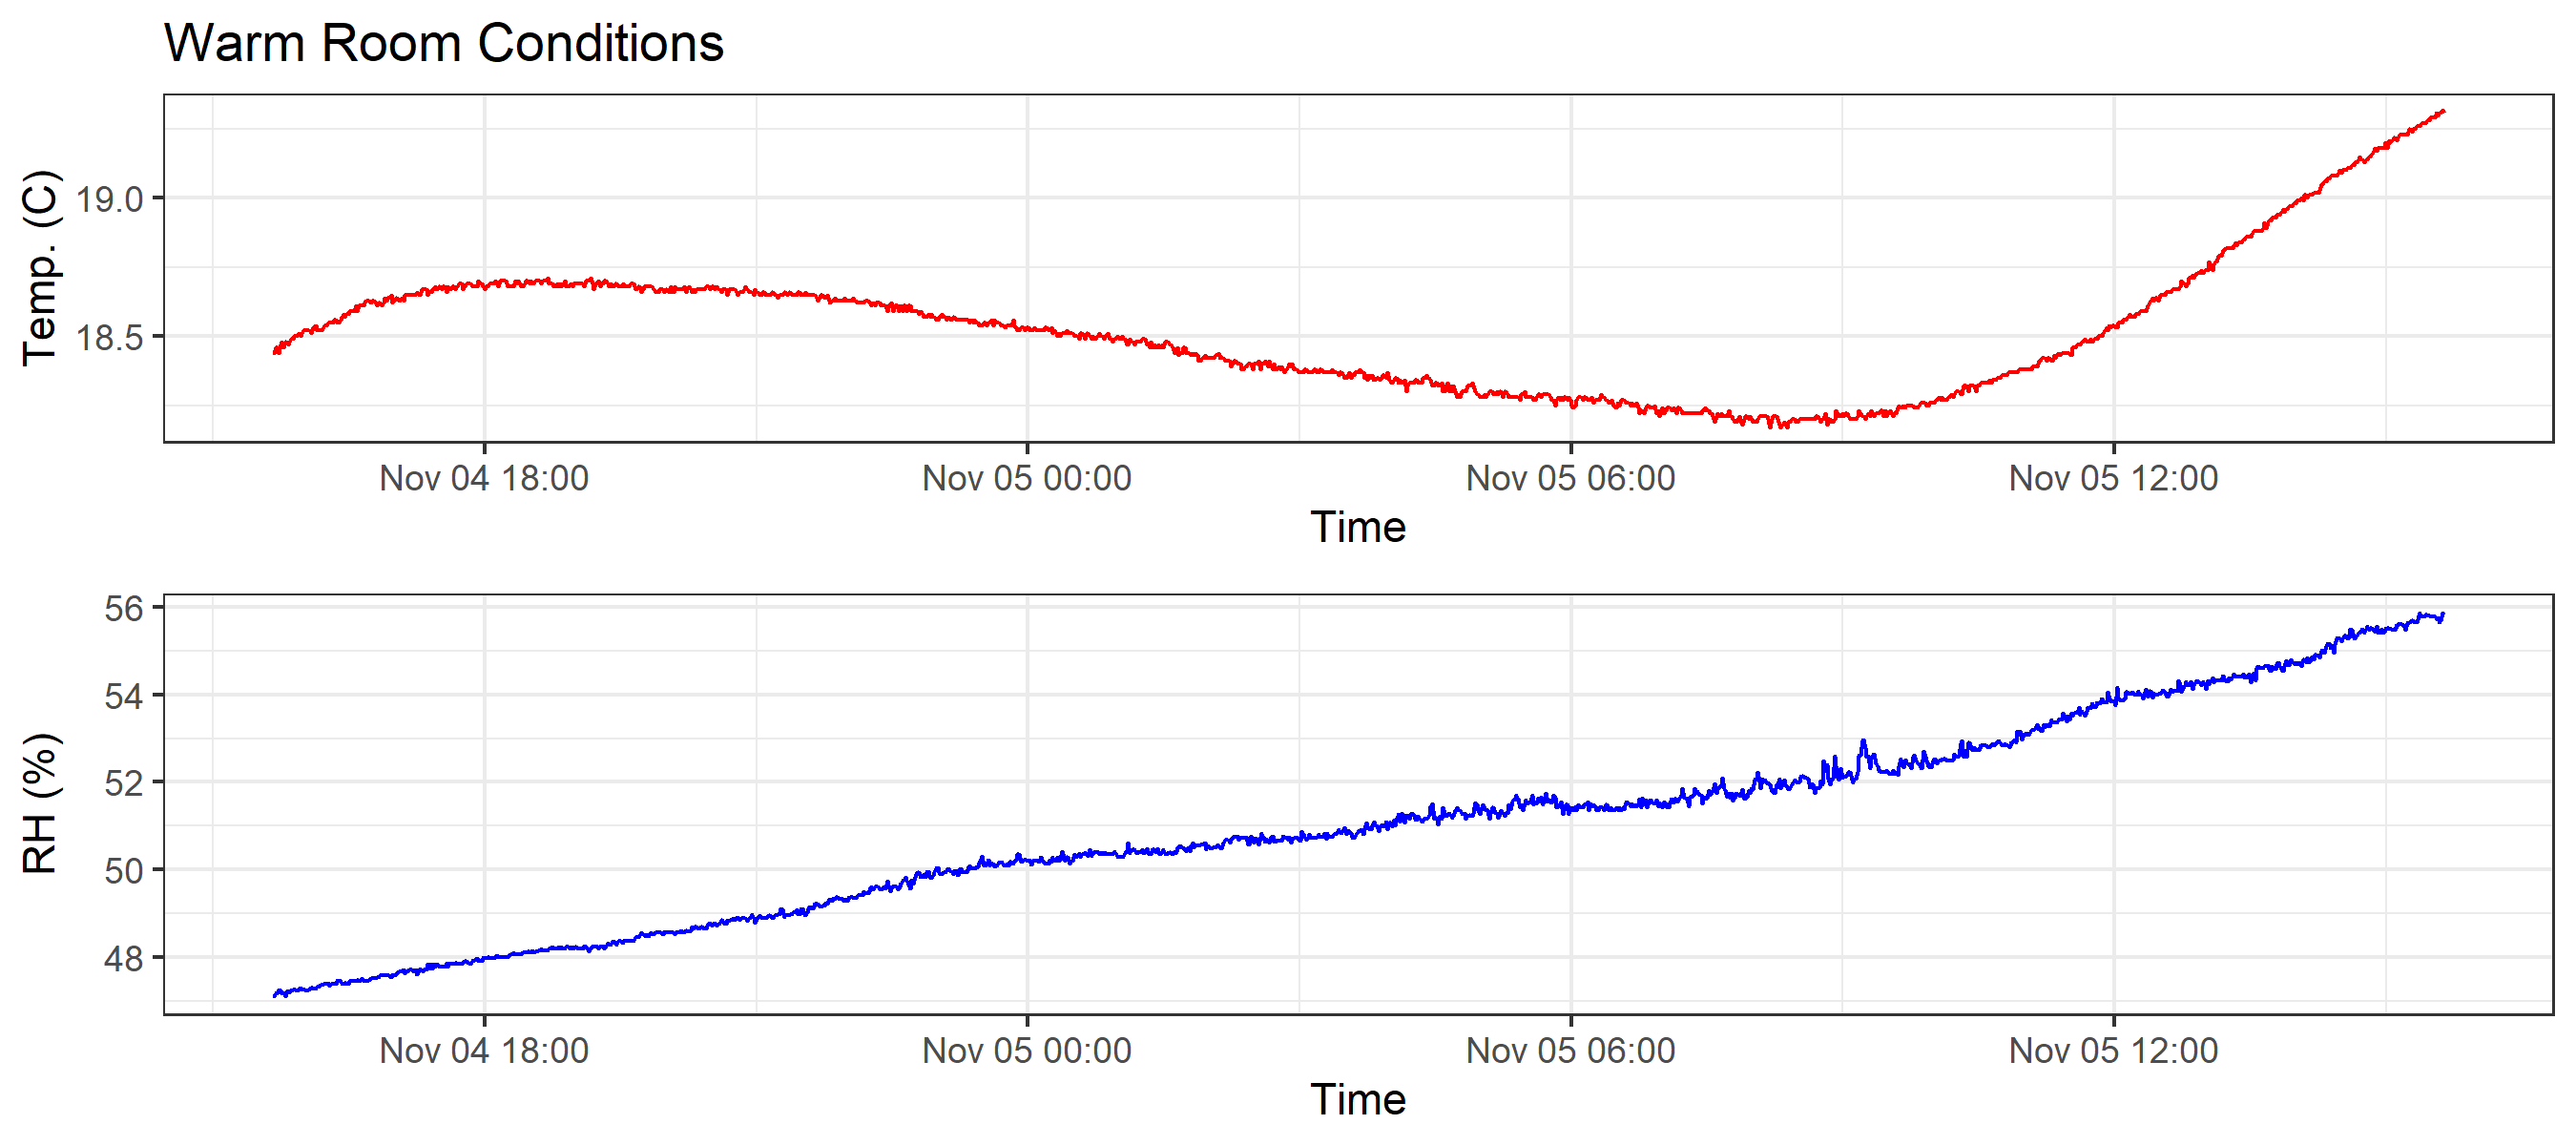 Warm Room Conditions
Temp. (C)
19.0
18.5
Nov 04 18:00 Nov 05 00:00 Nov 05 06:00 Nov 05 12:00
Time
RH (%)
56
54
52
50
48
Nov 04 18:00 Nov 05 00:00 Nov 05 06:00 Nov 05 12:00
Time